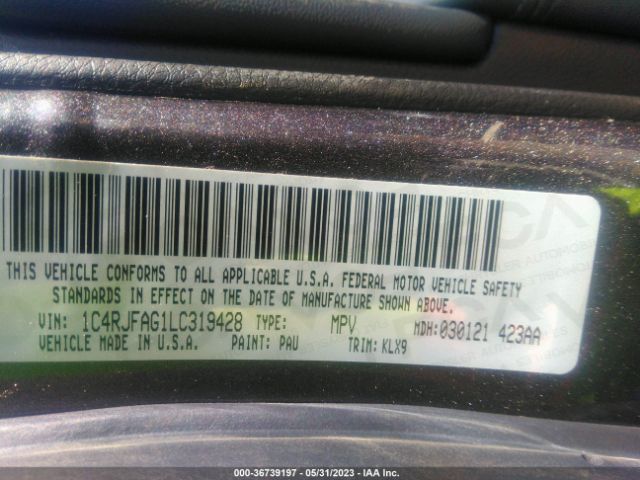 THIS VEHICLE CONFORMS TO ALL APPLICABLE U.S.A. FEDERAL MOTOR VEHICLE SAFETY
STANDARDS IN EFFECT ON THE DATE OF MANUFACTURE SHOWN ABOVE.
VIN: 1C4RJFAG1LC319428 TYPE: MPV MDH:030121 423AA
VEHICLE MADE IN U.S.A. PAINT: PAU TRIM: KLX9
000-36739197 - 05/31/2023 - IAA Inc.